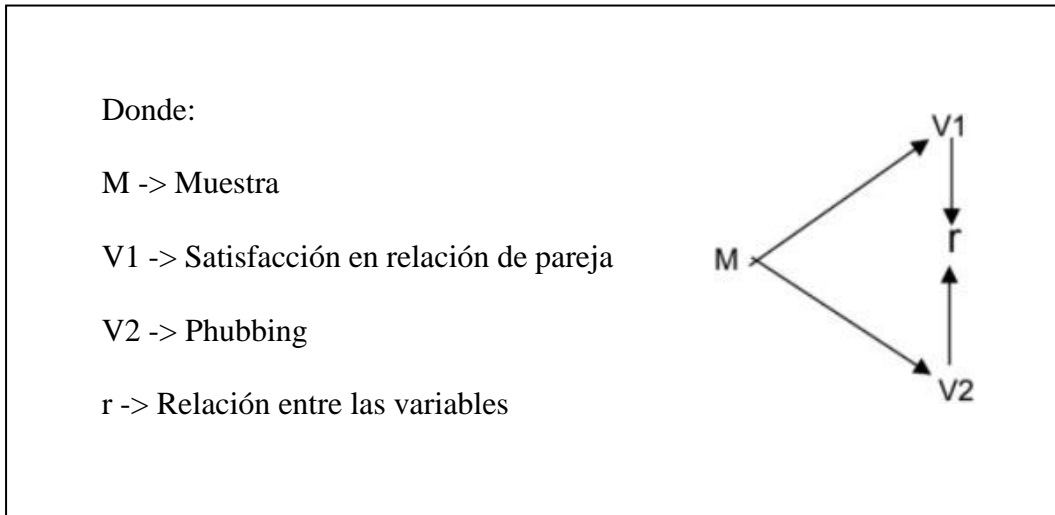 Donde:
M -> Muestra
V1 -> Satisfacción en relación de pareja
V2 -> Phubbing
r -> Relación entre las variables
V1
r
M
V2